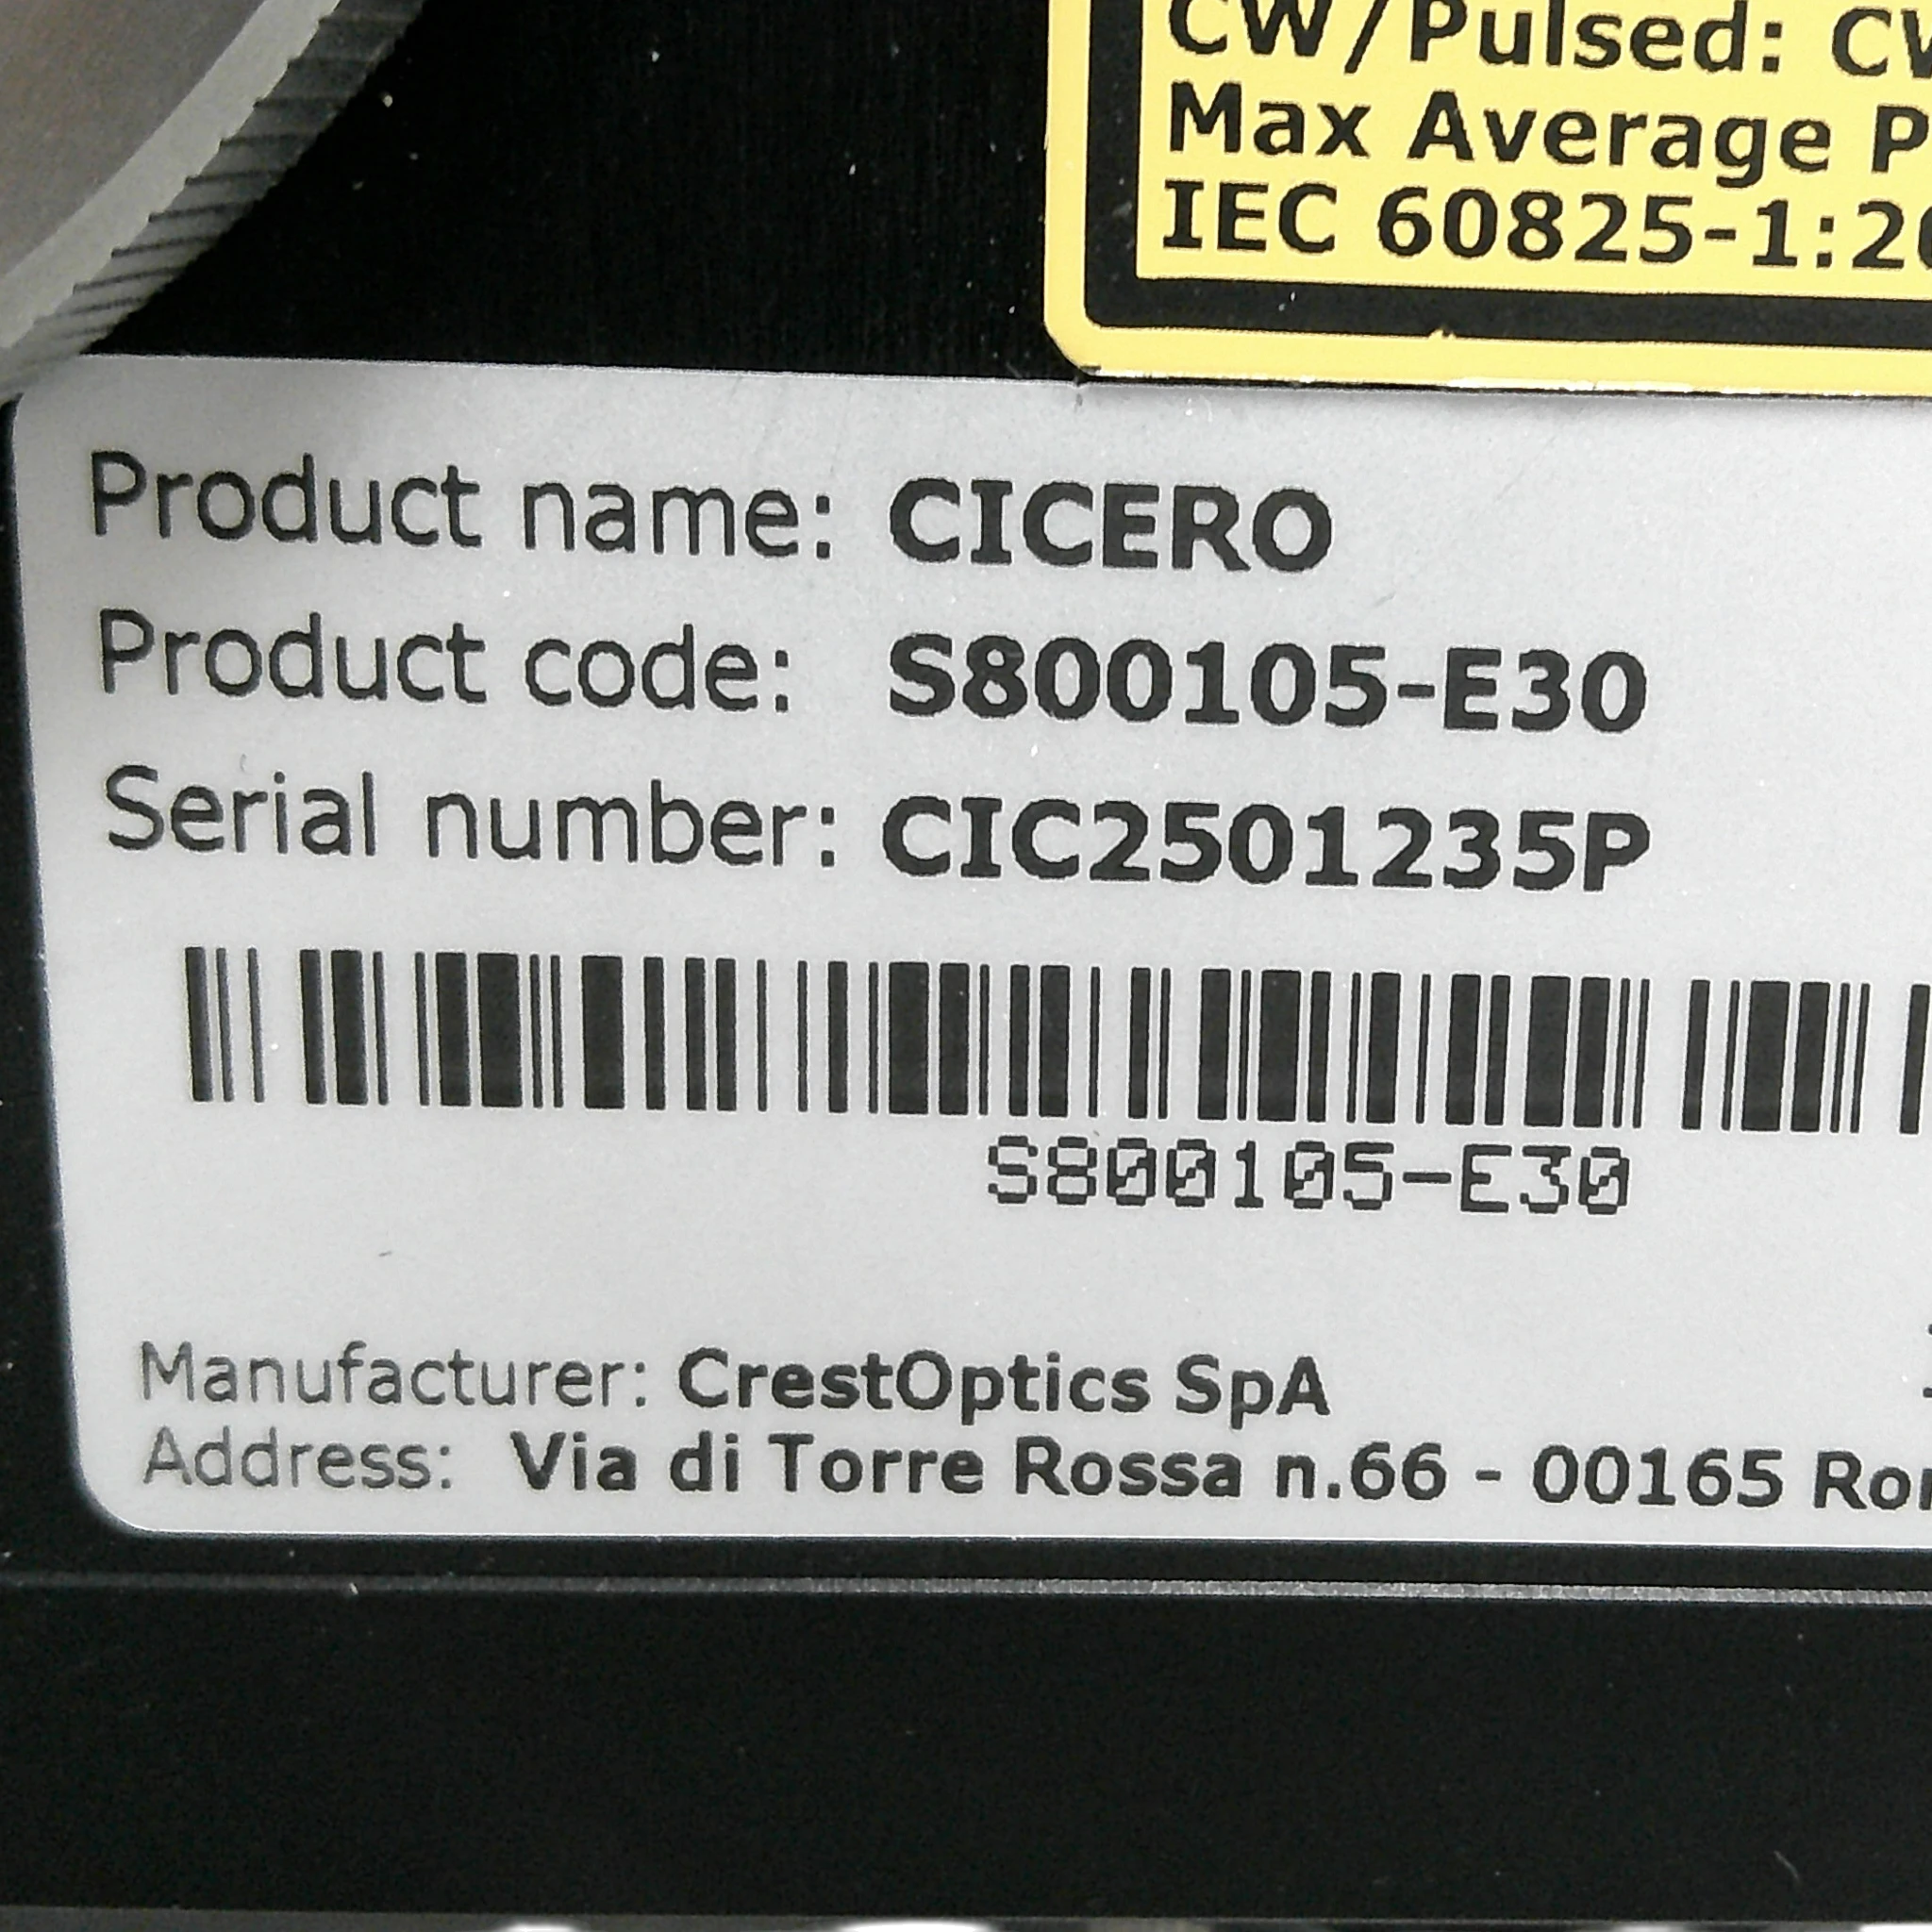 CW/Pulsed: CW
Max Average P
IEC 60825-1:20
Product name: CICERO
Product code: S800105-E30
Serial number: CIC2501235P
S800105-E30
Manufacturer: CrestOptics SpA
Address: Via di Torre Rossa n.66 - 00165 Rom